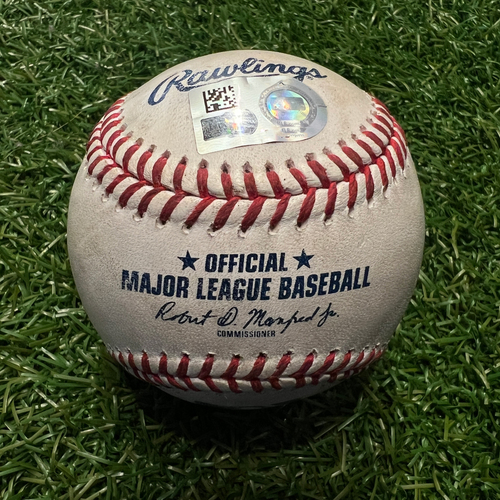 Rawlings
★ OFFICIAL ★
MAJOR LEAGUE BASEBALL
Robert D. Manfred Jr.
COMMISSIONER